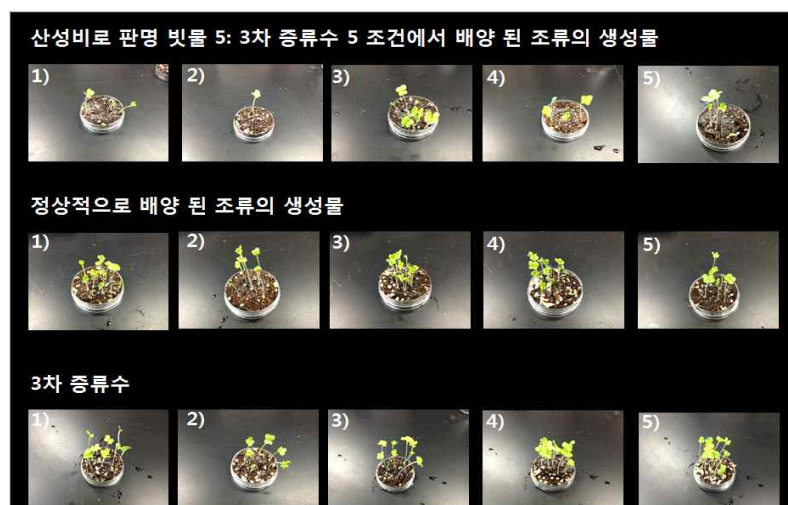 산성비로 판명 빗물 5: 3차 증류수 5 조건에서 배양 된 조류의 생성물
1) 2) 3) 4) 5)
정상적으로 배양 된 조류의 생성물
1) 2) 3) 4) 5)
3차 증류수
1) 2) 3) 4) 5)